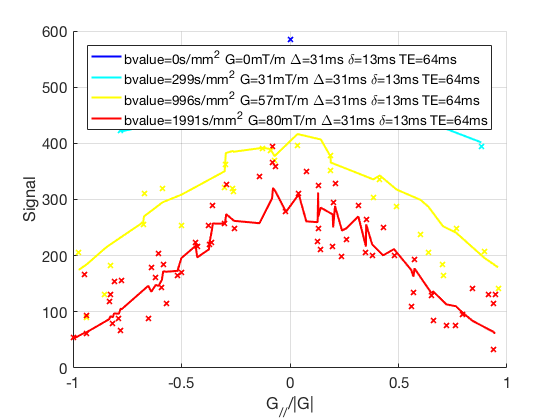 600
500
400
300
200
100
0
Signal
bvalue=0s/mm² G=0mT/m Δ=31ms δ=13ms TE=64ms
bvalue=299s/mm² G=31mT/m Δ=31ms δ=13ms TE=64ms
bvalue=996s/mm² G=57mT/m Δ=31ms δ=13ms TE=64ms
bvalue=1991s/mm² G=80mT/m Δ=31ms δ=13ms TE=64ms
-1 -0.5 0 0.5 1
G_//_/|G|